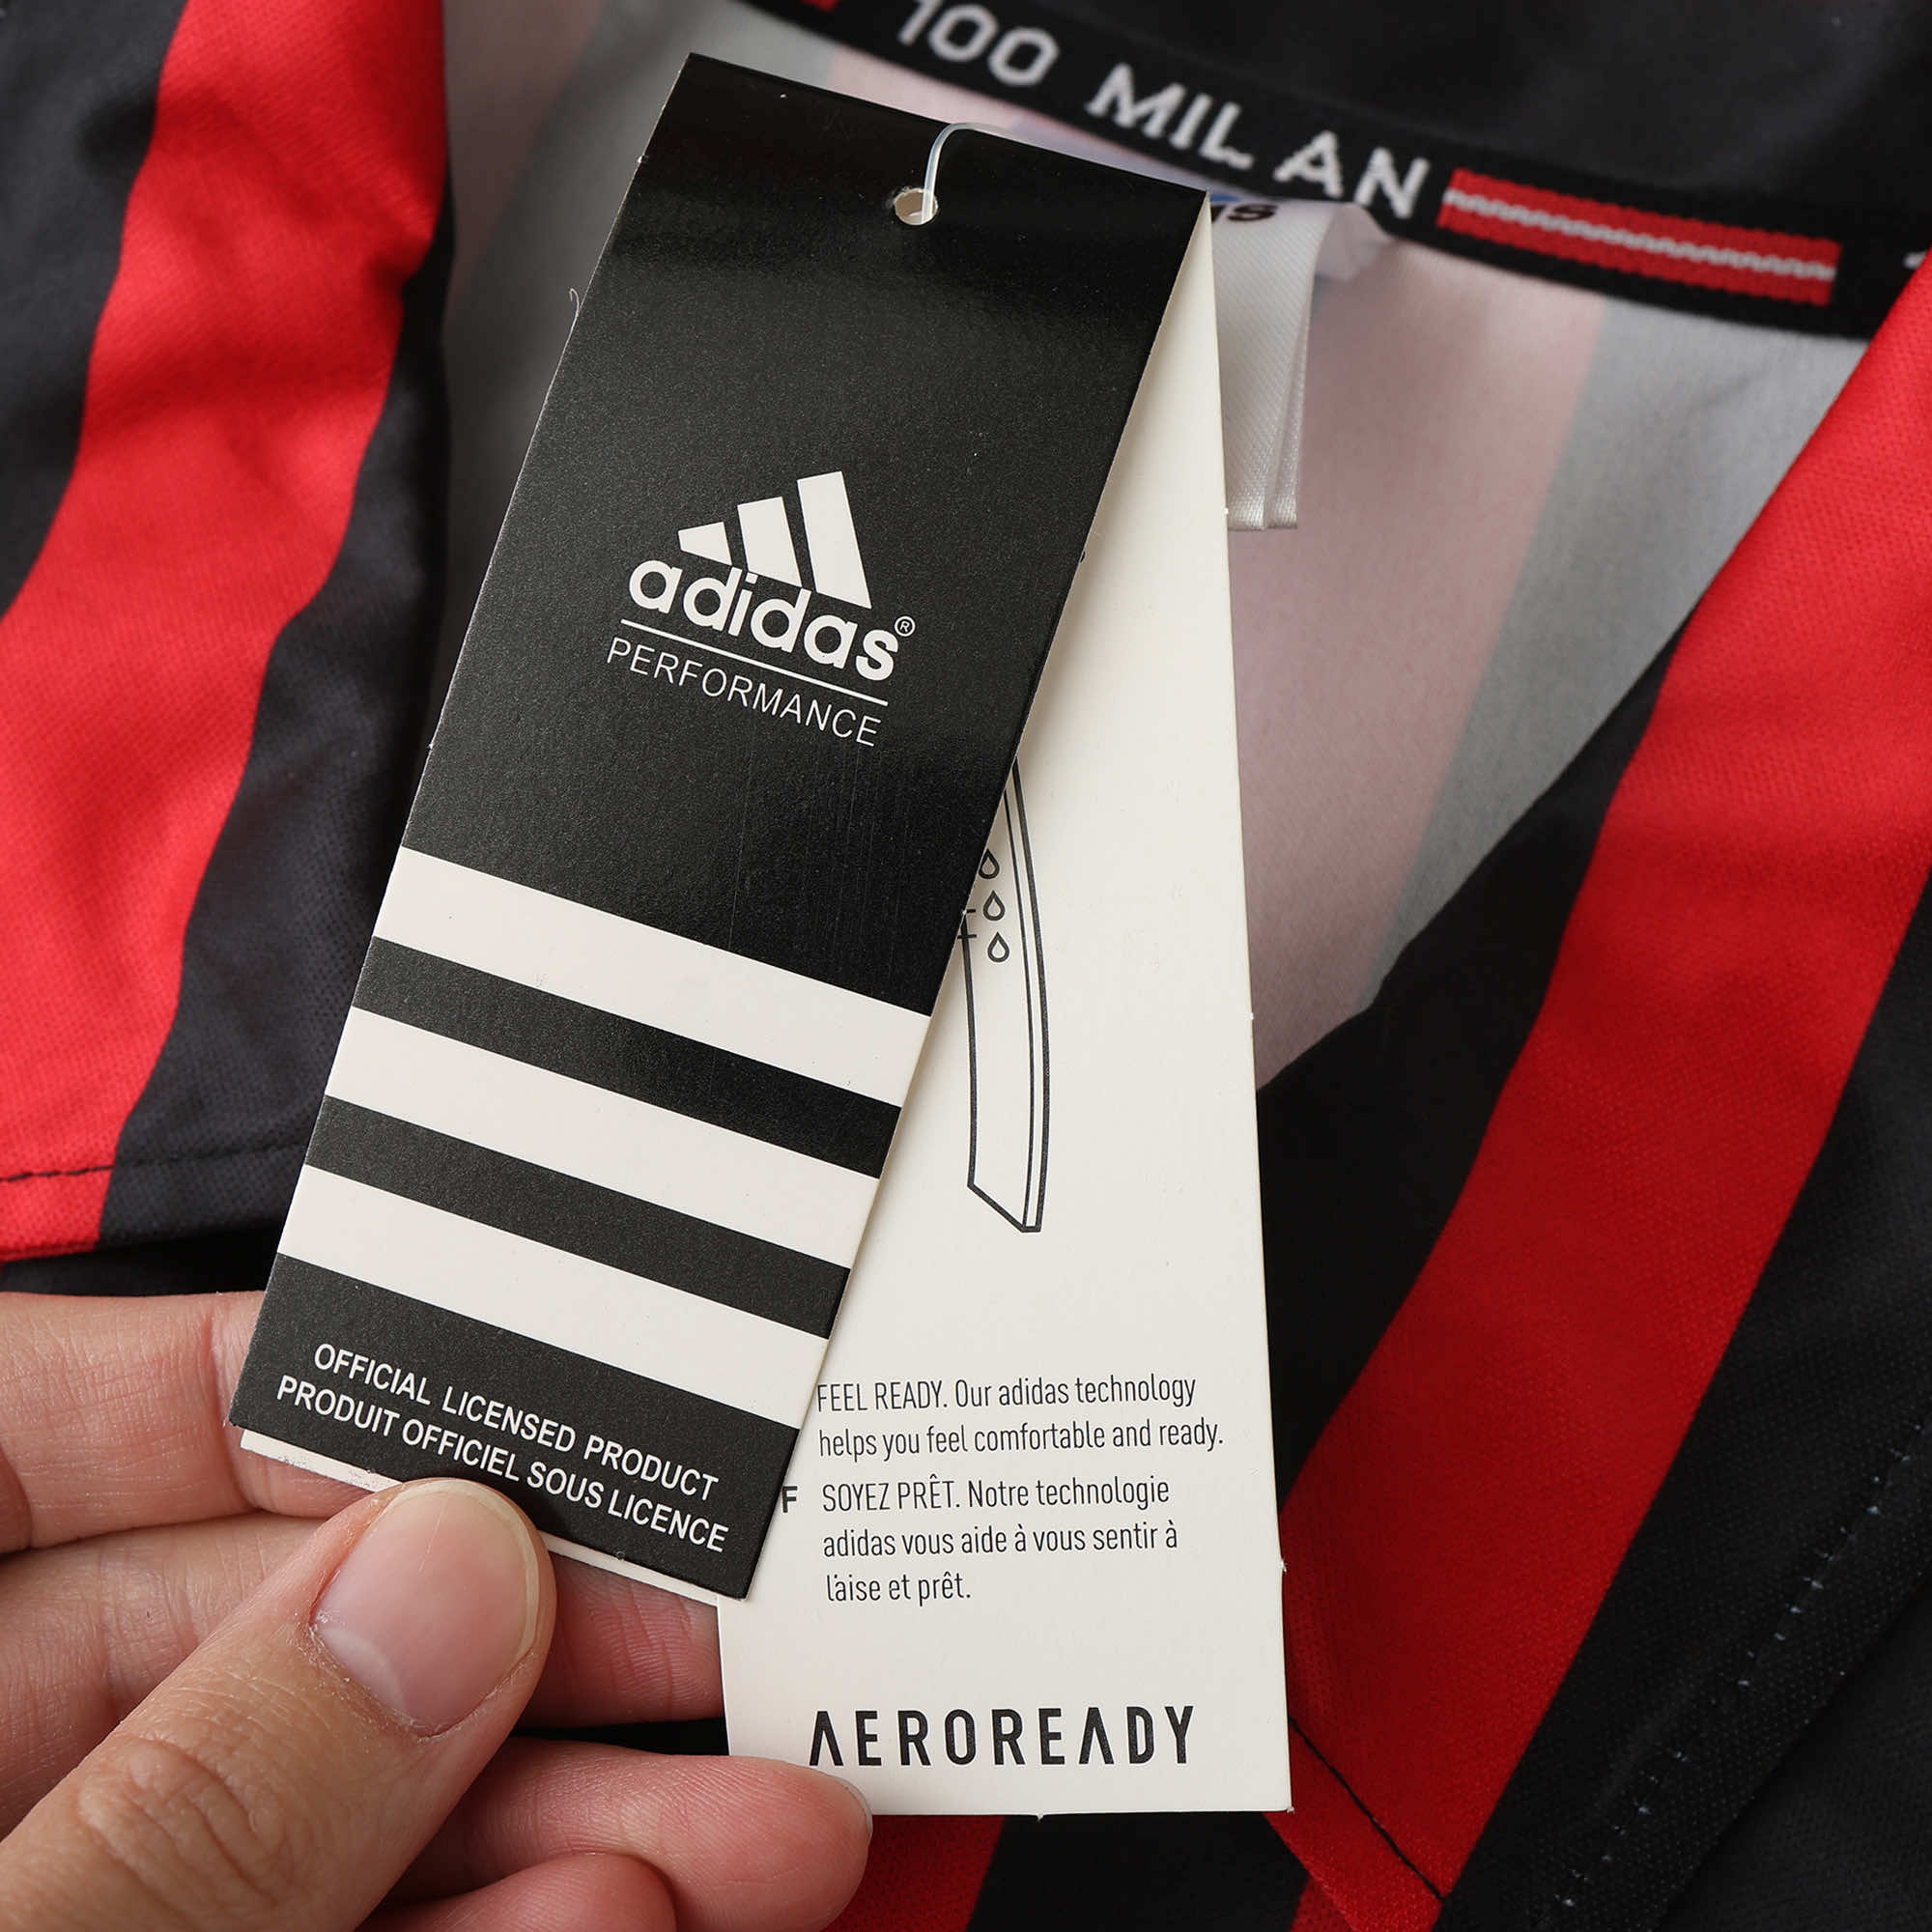 100 MILAN
adidas®
PERFORMANCE
OFFICIAL LICENSED PRODUCT
PRODUIT OFFICIEL SOUS LICENCE
FEEL READY. Our adidas technology
helps you feel comfortable and ready.
F SOYEZ PRÊT. Notre technologie
adidas vous aide à vous sentir à
l'aise et prêt.
AEROREADY